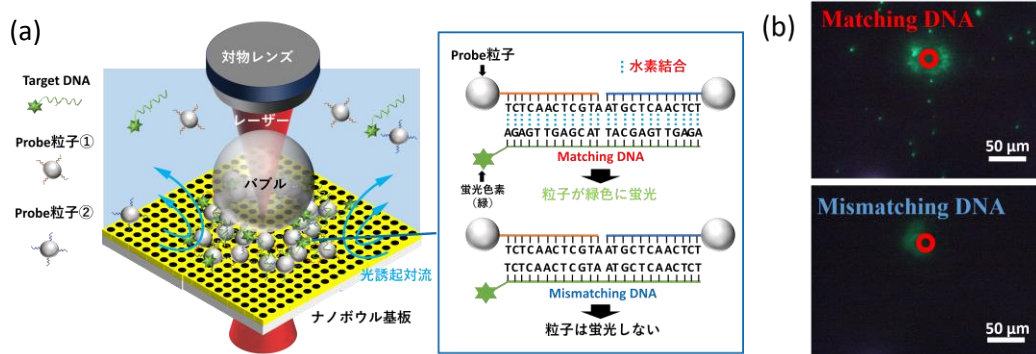 (a)
対物レンズ
Target DNA
レーザー
Probe粒子①
バブル
Probe粒子②
光誘起対流
ナノボウル基板
Probe粒子
水素結合
TCTCAACTCGTA ATGCTCAACTCT
AGAGTTGAGCAT TACGAGTTGAGA
Matching DNA
蛍光色素
(緑)
粒子が緑色に蛍光
TCTCAACTCGTA ATGCTCAACTCT
TCTCAACTCGTA ATGCTCAACTCT
Mismatching DNA
粒子は蛍光しない
(b)
Matching DNA
50 μm
Mismatching DNA
50 μm